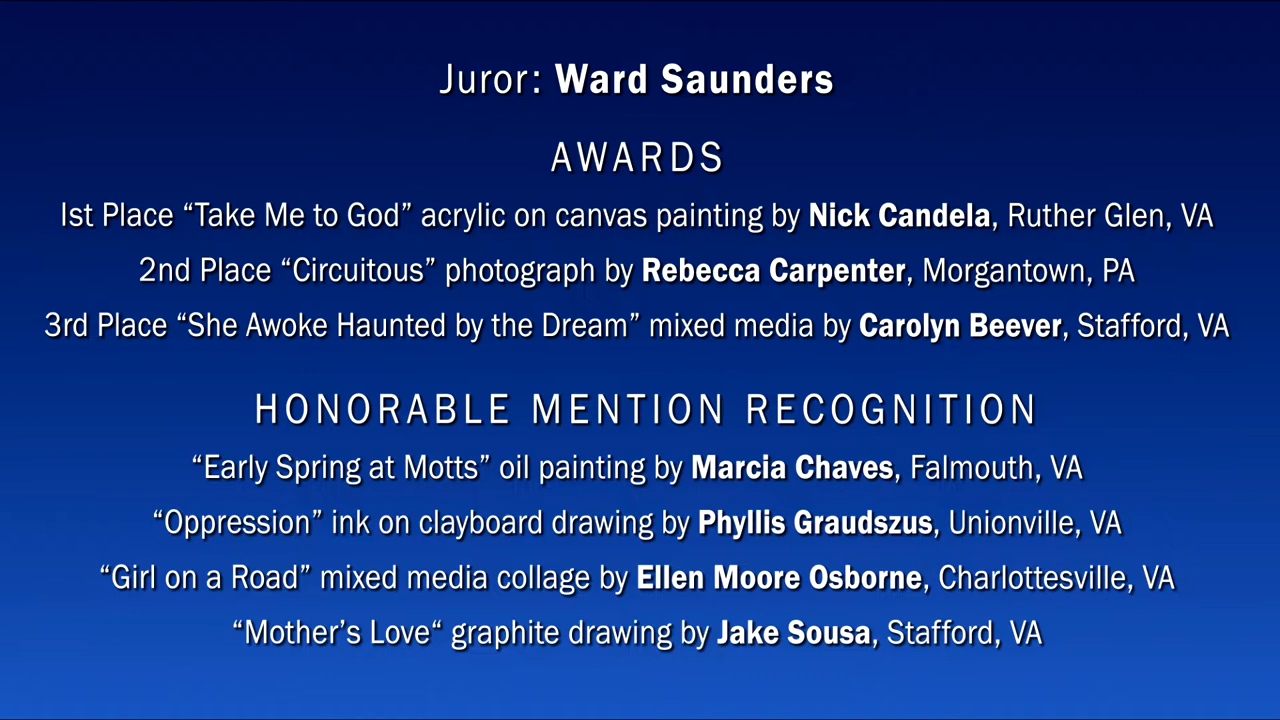 Juror: Ward Saunders
AWARDS
Ist Place “Take Me to God” acrylic on canvas painting by Nick Candela, Ruther Glen, VA
2nd Place “Circuitous” photograph by Rebecca Carpenter, Morgantown, PA
3rd Place “She Awoke Haunted by the Dream” mixed media by Carolyn Beever, Stafford, VA
HONORABLE MENTION RECOGNITION
“Early Spring at Motts” oil painting by Marcia Chaves, Falmouth, VA
“Oppression” ink on clayboard drawing by Phyllis Graudszus, Unionville, VA
“Girl on a Road” mixed media collage by Ellen Moore Osborne, Charlottesville, VA
“Mother’s Love“ graphite drawing by Jake Sousa, Stafford, VA